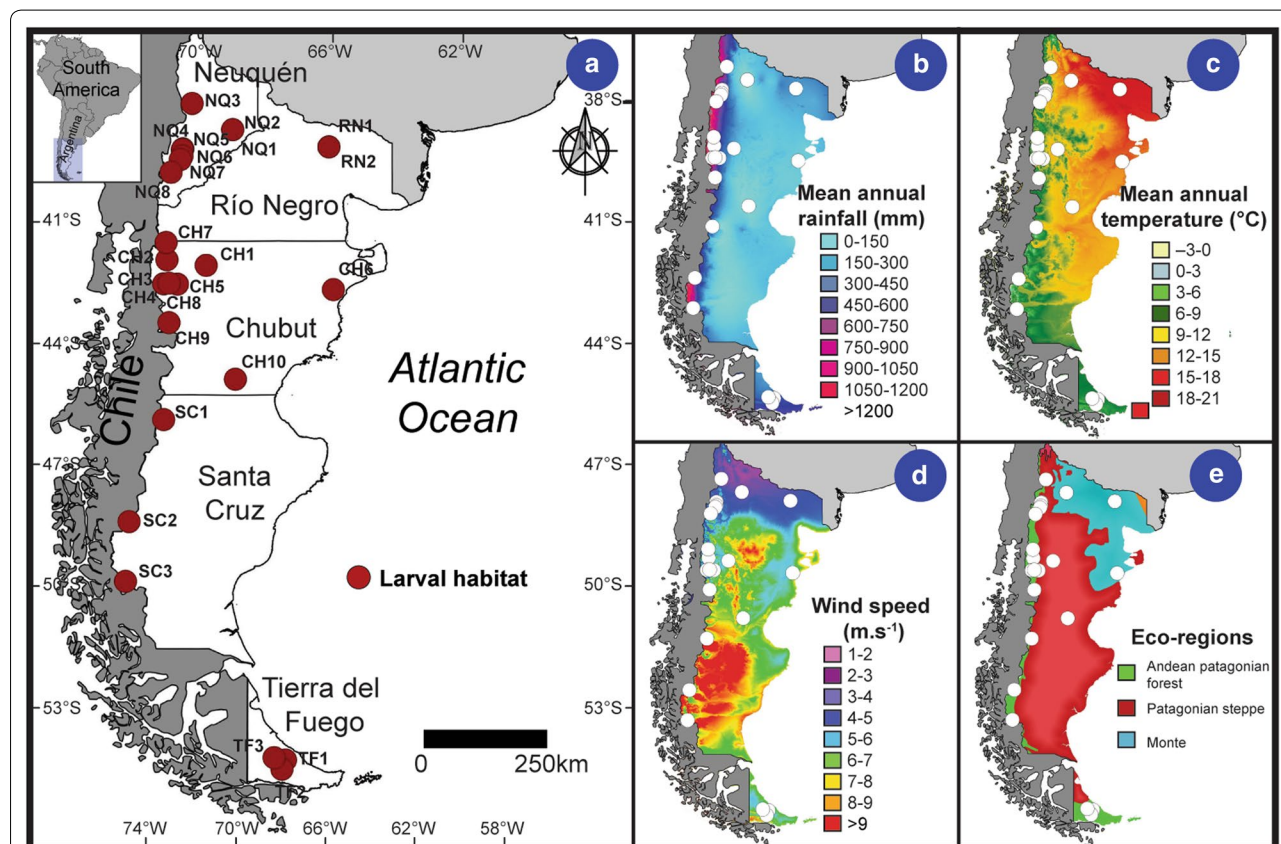 70°W
66°W
62°W
South
America
Argentina
a
Neuquén
38°S
NQ3
NQ2
NQ4
NQ5
NQ1
NQ6
NQ7
NQ8
RN1
RN2
N
Río Negro
41°S
CH7
CH2
CH1
CH6
CH3
CH5
CH4
CH8
CH9
Chubut
44°S
CH10
Chile
Atlantic
Ocean
SC1
Santa
Cruz
47°S
SC2
SC3
50°S
Larval habitat
Tierra del
Fuego
53°S
TF3
TF1
0
250km
74°W
70°W
66°W
62°W
58°W
b
Mean annual
rainfall (mm)
0-150
150-300
300-450
450-600
600-750
750-900
900-1050
1050-1200
>1200
38°S
41°S
44°S
c
Mean annual
temperature (°C)
–3-0
0-3
3-6
6-9
9-12
12-15
15-18
18-21
d
47°S
50°S
53°S
Wind speed
(m.s-1)
1-2
2-3
3-4
4-5
5-6
6-7
7-8
8-9
>9
e
Eco-regions
Andean patagonian
forest
Patagonian steppe
Monte